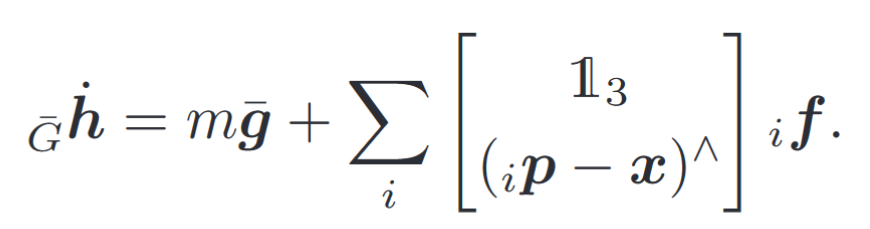 $$_{\bar{G}}\dot{\boldsymbol{h}} = m\bar{\boldsymbol{g}} + \sum_{i} \begin{bmatrix} \mathbb{1}_3 \\ ({}_{i}\boldsymbol{p} - \boldsymbol{x})^{\wedge} \end{bmatrix} {}_{i}\boldsymbol{f}.$$